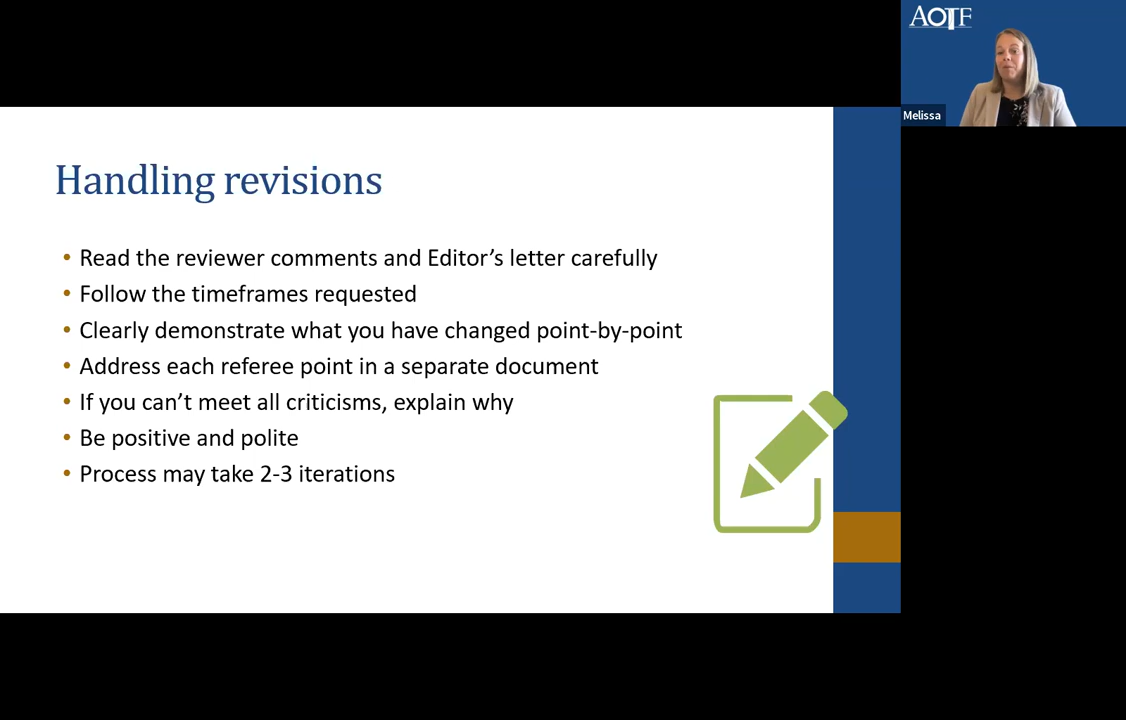 AOTF
Melissa
Handling revisions
• Read the reviewer comments and Editor’s letter carefully
• Follow the timeframes requested
• Clearly demonstrate what you have changed point-by-point
• Address each referee point in a separate document
• If you can’t meet all criticisms, explain why
• Be positive and polite
• Process may take 2-3 iterations